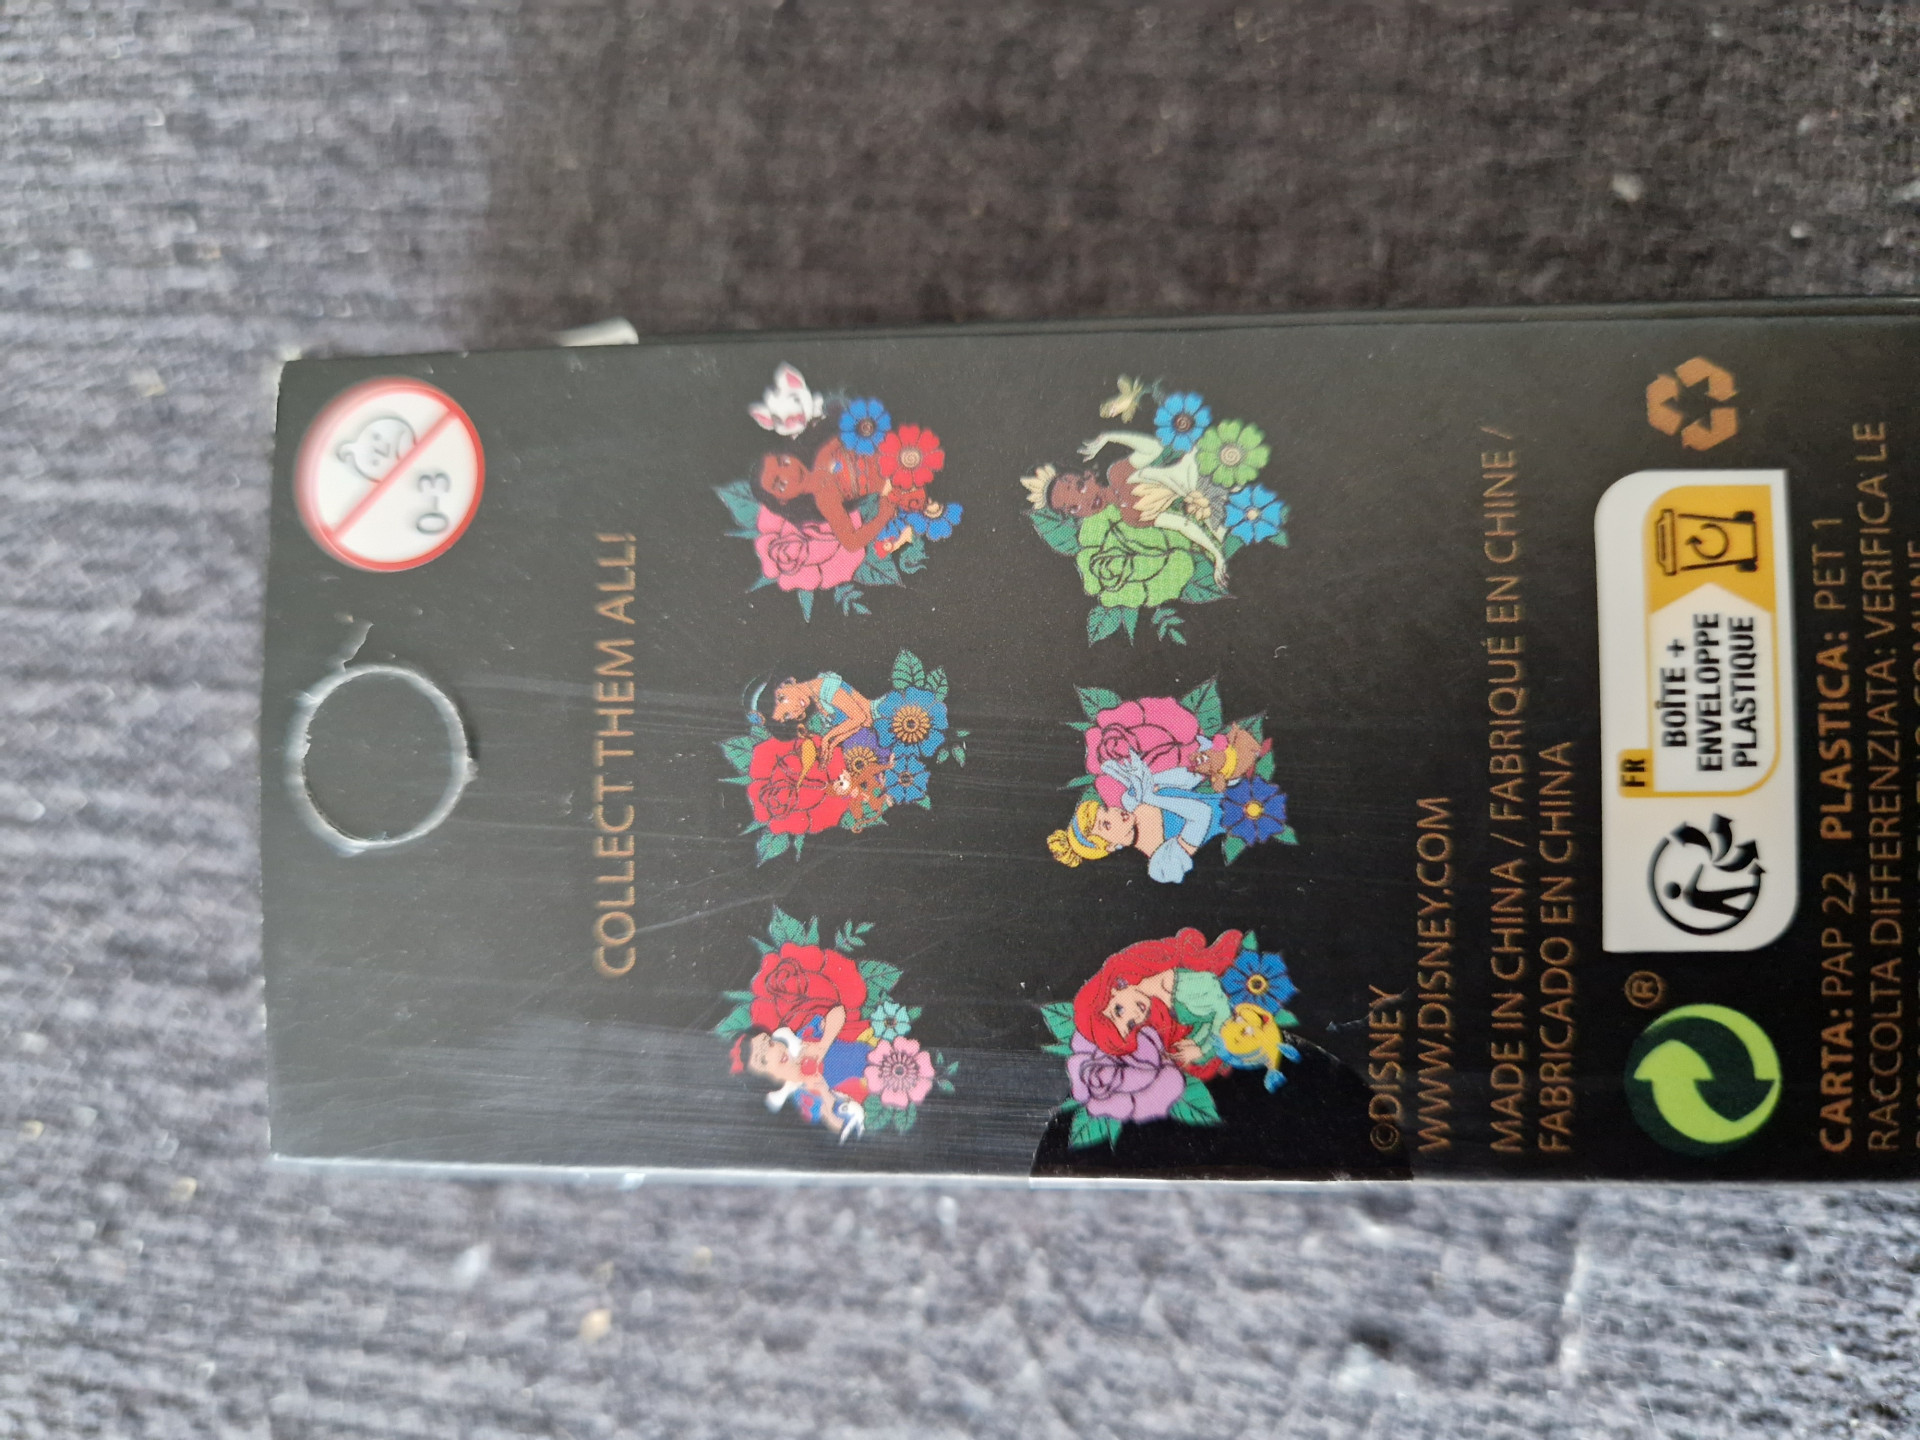 0-3
COLLECT THEM ALL!
©DISNEY
WWW.DISNEY.COM
MADE IN CHINA / FABRIQUÉ EN CHINE /
FABRICADO EN CHINA
®
FR
BOÎTE +
ENVELOPPE
PLASTIQUE
CARTA: PAP 22 PLASTICA: PET 1
RACCOLTA DIFFERENZIATA: VERIFICA LE